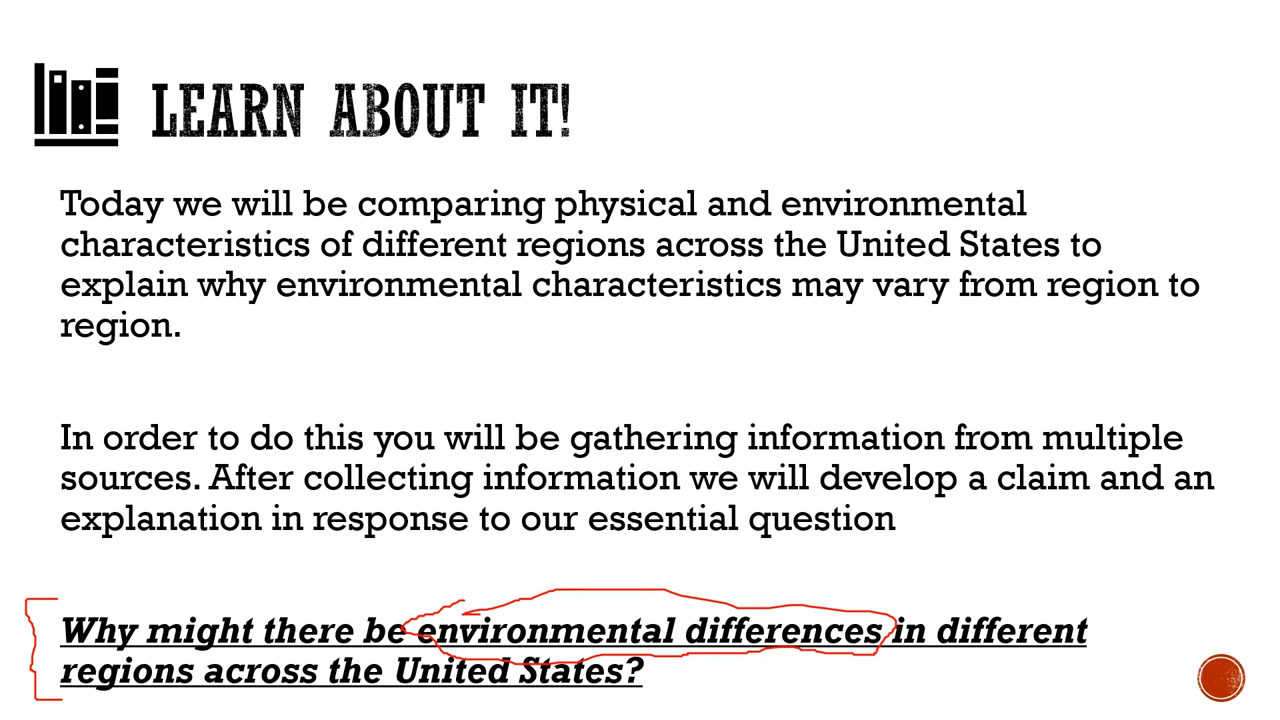 LEARN ABOUT IT!
Today we will be comparing physical and environmental
characteristics of different regions across the United States to
explain why environmental characteristics may vary from region to
region.
In order to do this you will be gathering information from multiple
sources. After collecting information we will develop a claim and an
explanation in response to our essential question
Why might there be environmental differences in different
regions across the United States?